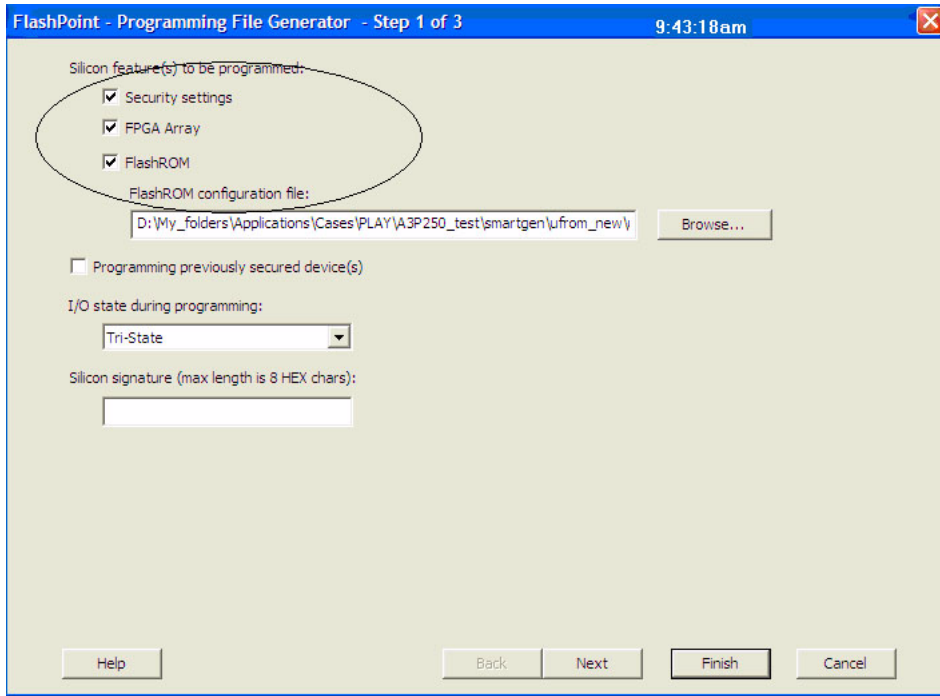 FlashPoint - Programming File Generator - Step 1 of 3 9:43:18am
Silicon feature(s) to be programmed:
Security settings
FPGA Array
FlashROM
FlashROM configuration file:
D:\My_folders\Applications\Cases\PLAY\A3P250_test\smartgen\ufrom_new\ Browse...
Programming previously secured device(s)
I/O state during programming:
Tri-State
Silicon signature (max length is 8 HEX chars):
Help Back Next Finish Cancel